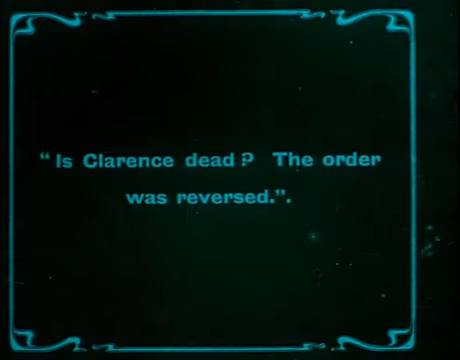 “Is Clarence dead? The order
was reversed.”.